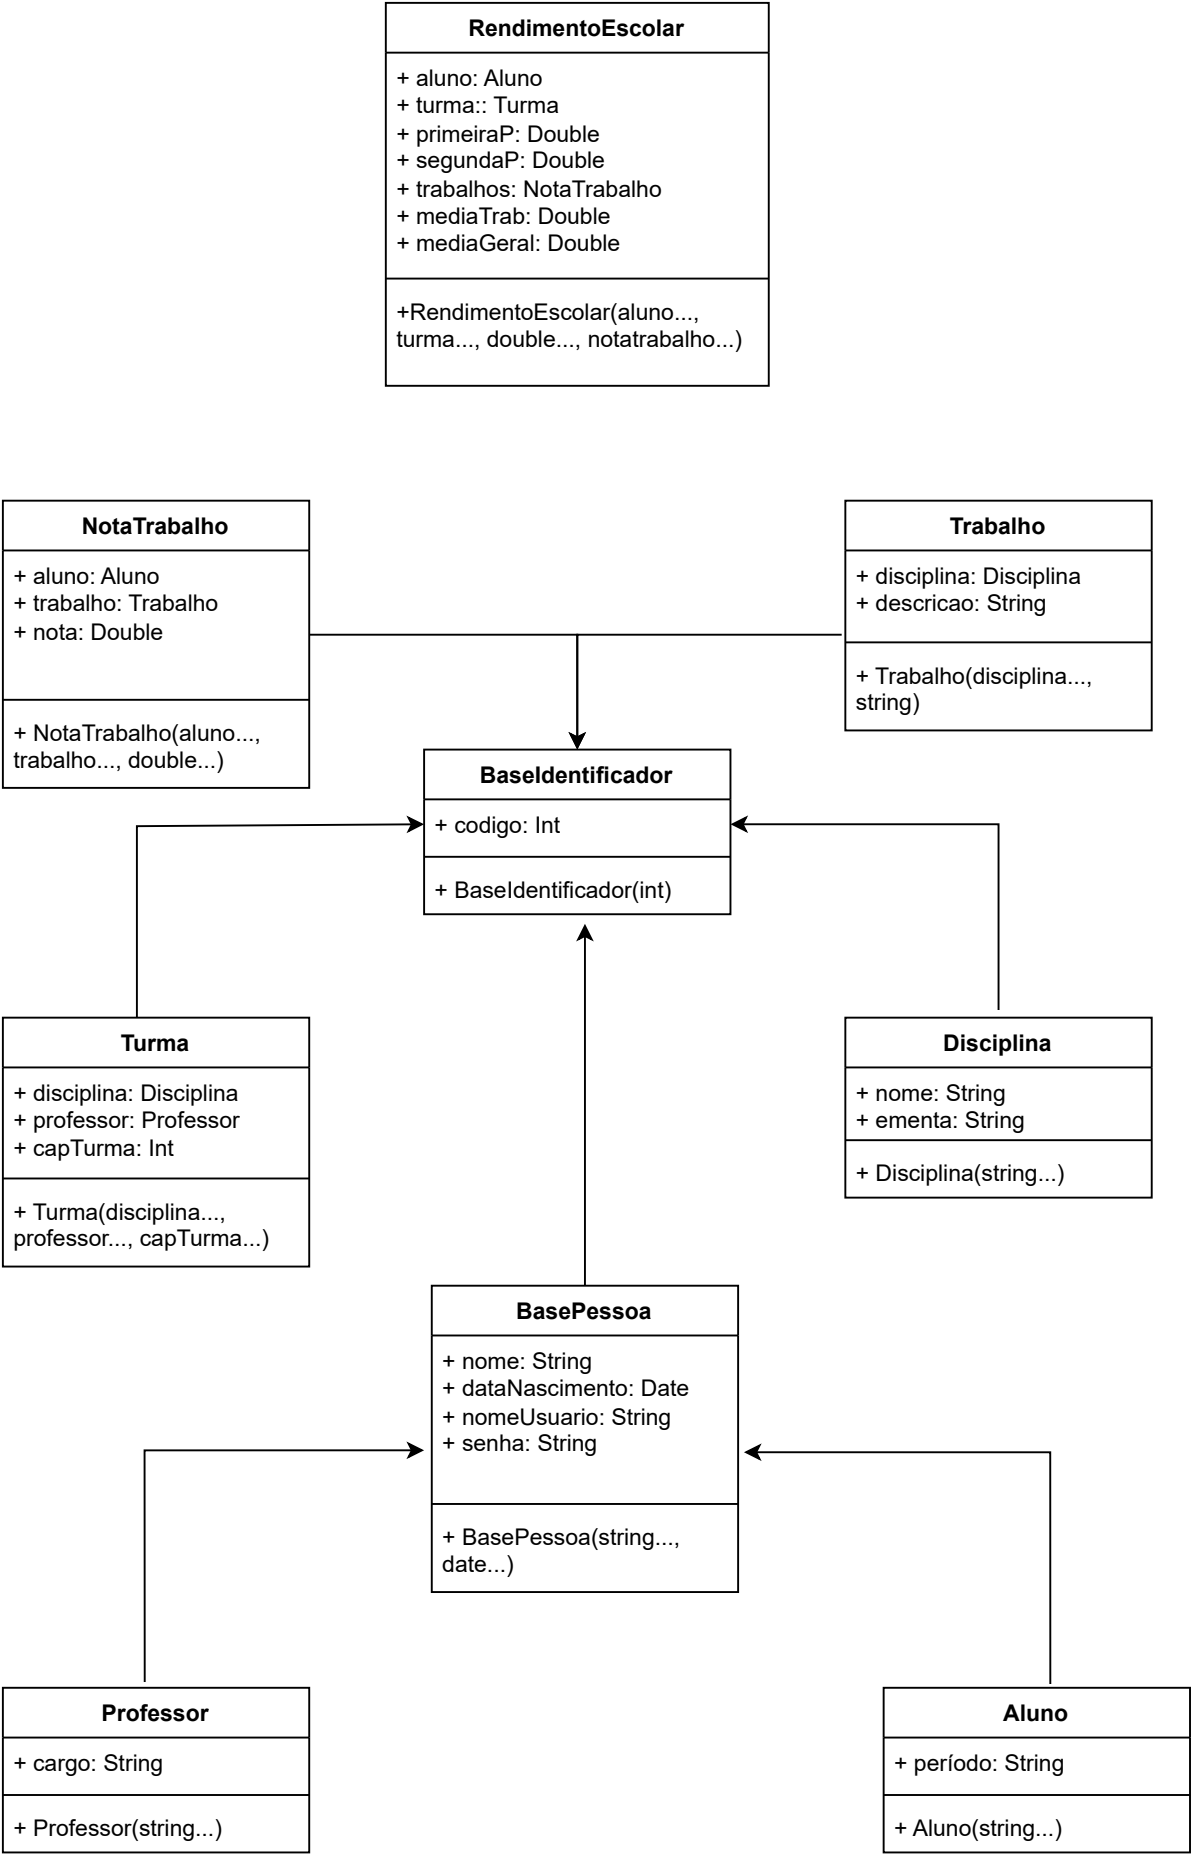 RendimentoEscolar
+ aluno: Aluno
+ turma:: Turma
+ primeiraP: Double
+ segundaP: Double
+ trabalhos: NotaTrabalho
+ mediaTrab: Double
+ mediaGeral: Double
+RendimentoEscolar(aluno...,
turma..., double..., notatrabalho...)
NotaTrabalho
+ aluno: Aluno
+ trabalho: Trabalho
+ nota: Double
+ NotaTrabalho(aluno...,
trabalho..., double...)
Trabalho
+ disciplina: Disciplina
+ descricao: String
+ Trabalho(disciplina...,
string)
BaseIdentificador
+ codigo: Int
+ BaseIdentificador(int)
Turma
+ disciplina: Disciplina
+ professor: Professor
+ capTurma: Int
+ Turma(disciplina...,
professor..., capTurma...)
Disciplina
+ nome: String
+ ementa: String
+ Disciplina(string...)
BasePessoa
+ nome: String
+ dataNascimento: Date
+ nomeUsuario: String
+ senha: String
+ BasePessoa(string...,
date...)
Professor
+ cargo: String
+ Professor(string...)
Aluno
+ período: String
+ Aluno(string...)